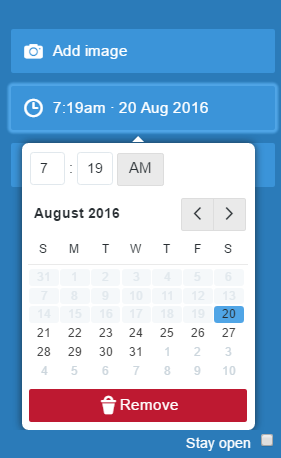 Add image
7:19am · 20 Aug 2016
7 : 19 AM
August 2016
S M T W T F S
31 1 2 3 4 5 6
7 8 9 10 11 12 13
14 15 16 17 18 19 20
21 22 23 24 25 26 27
28 29 30 31 1 2 3
4 5 6 7 8 9 10
Remove
Stay open